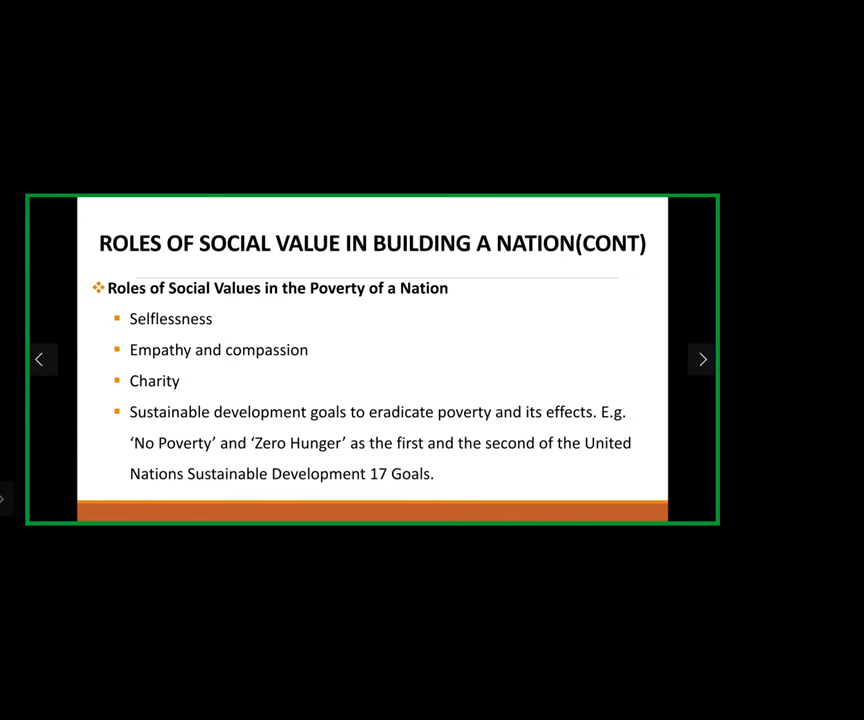 ROLES OF SOCIAL VALUE IN BUILDING A NATION(CONT)
Roles of Social Values in the Poverty of a Nation
Selflessness
Empathy and compassion
Charity
Sustainable development goals to eradicate poverty and its effects. E.g.
‘No Poverty’ and ‘Zero Hunger’ as the first and the second of the United
Nations Sustainable Development 17 Goals.